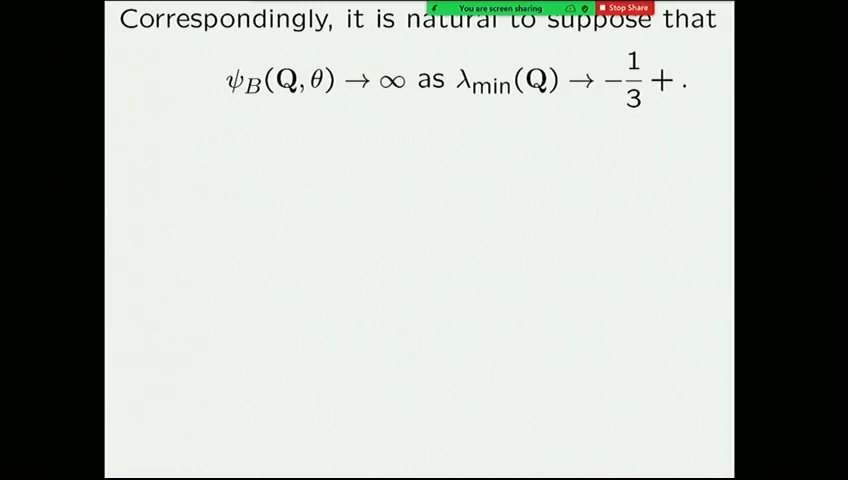 You are screen sharing Stop Share
Correspondingly, it is natural to suppose that
ψ_B(Q, θ) → ∞ as λ_min(Q) → −1/3 + .